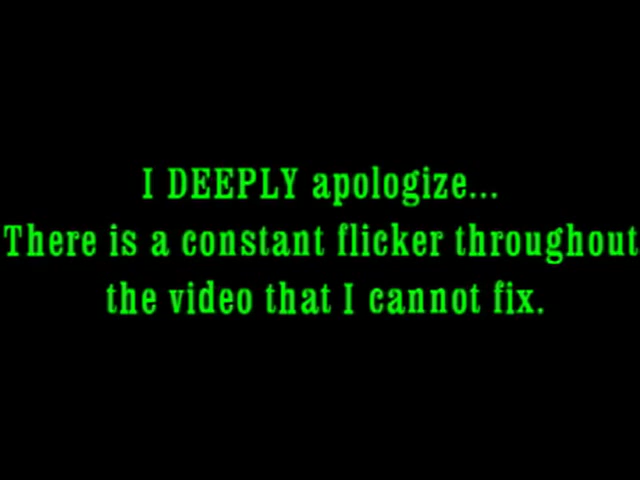 I DEEPLY apologize...
There is a constant flicker throughout
the video that I cannot fix.